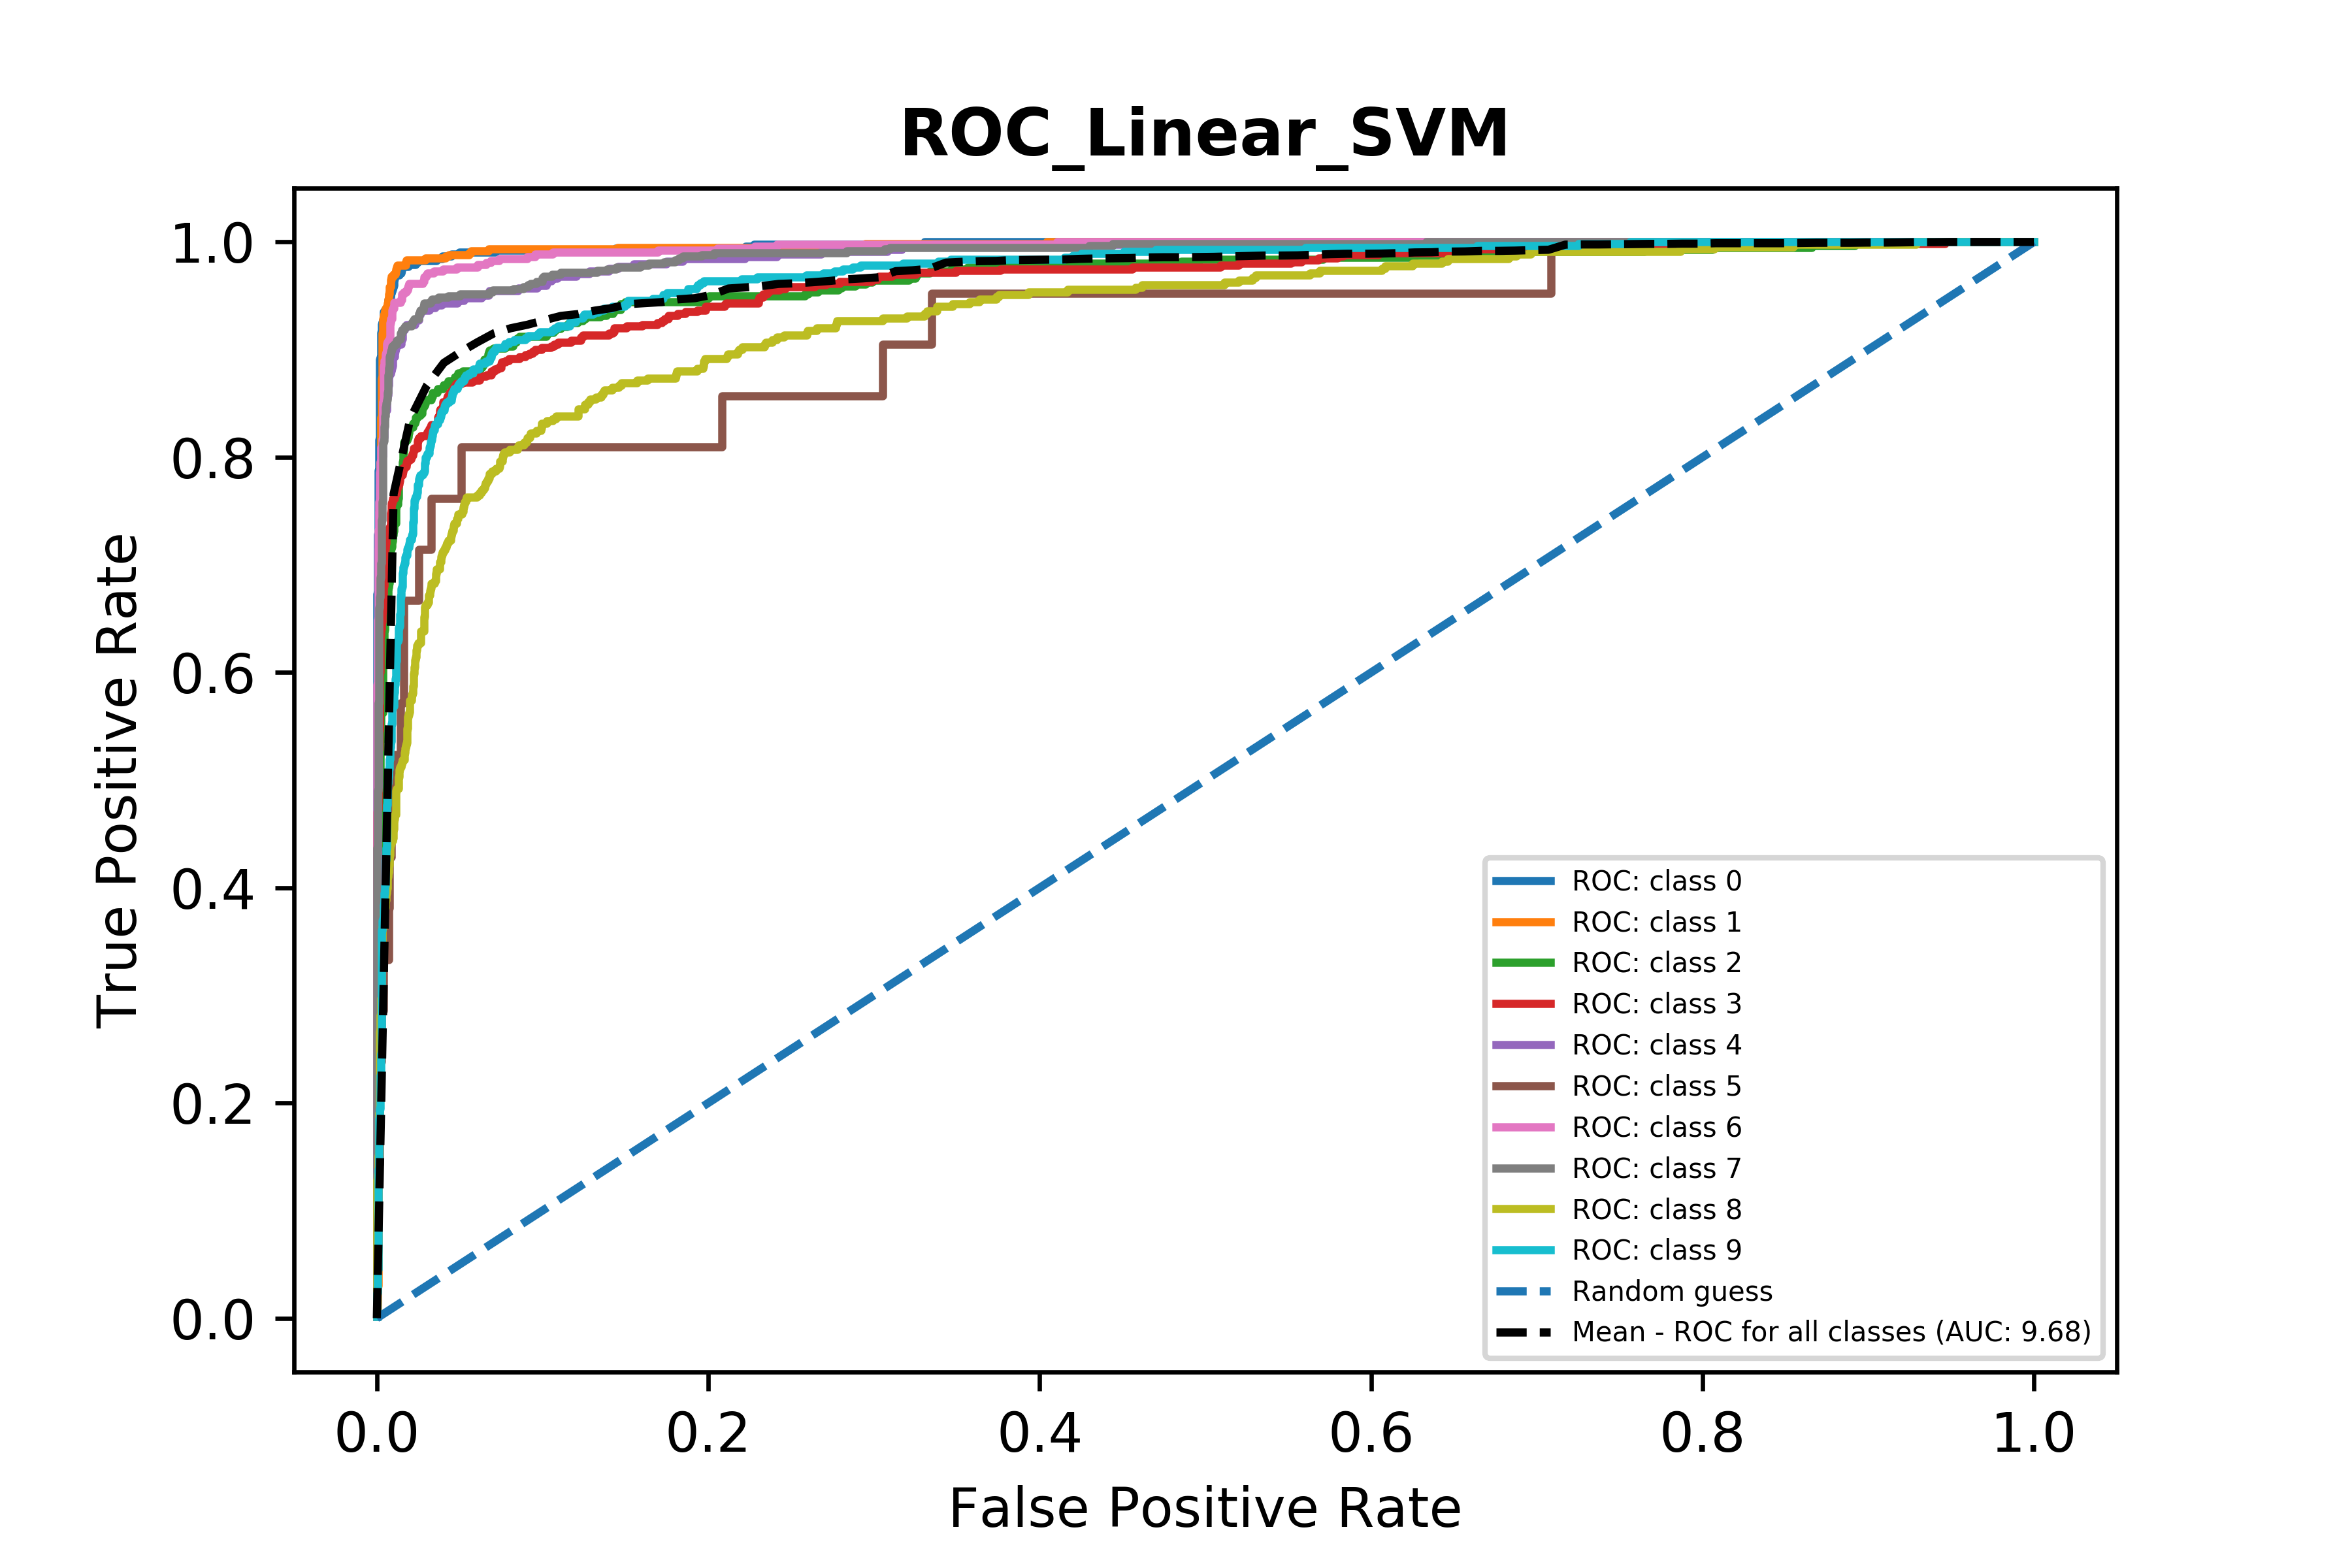 ROC_Linear_SVM
True Positive Rate
1.0
0.8
0.6
0.4
0.2
0.0
ROC: class 0
ROC: class 1
ROC: class 2
ROC: class 3
ROC: class 4
ROC: class 5
ROC: class 6
ROC: class 7
ROC: class 8
ROC: class 9
Random guess
Mean - ROC for all classes (AUC: 9.68)
0.0 0.2 0.4 0.6 0.8 1.0
False Positive Rate